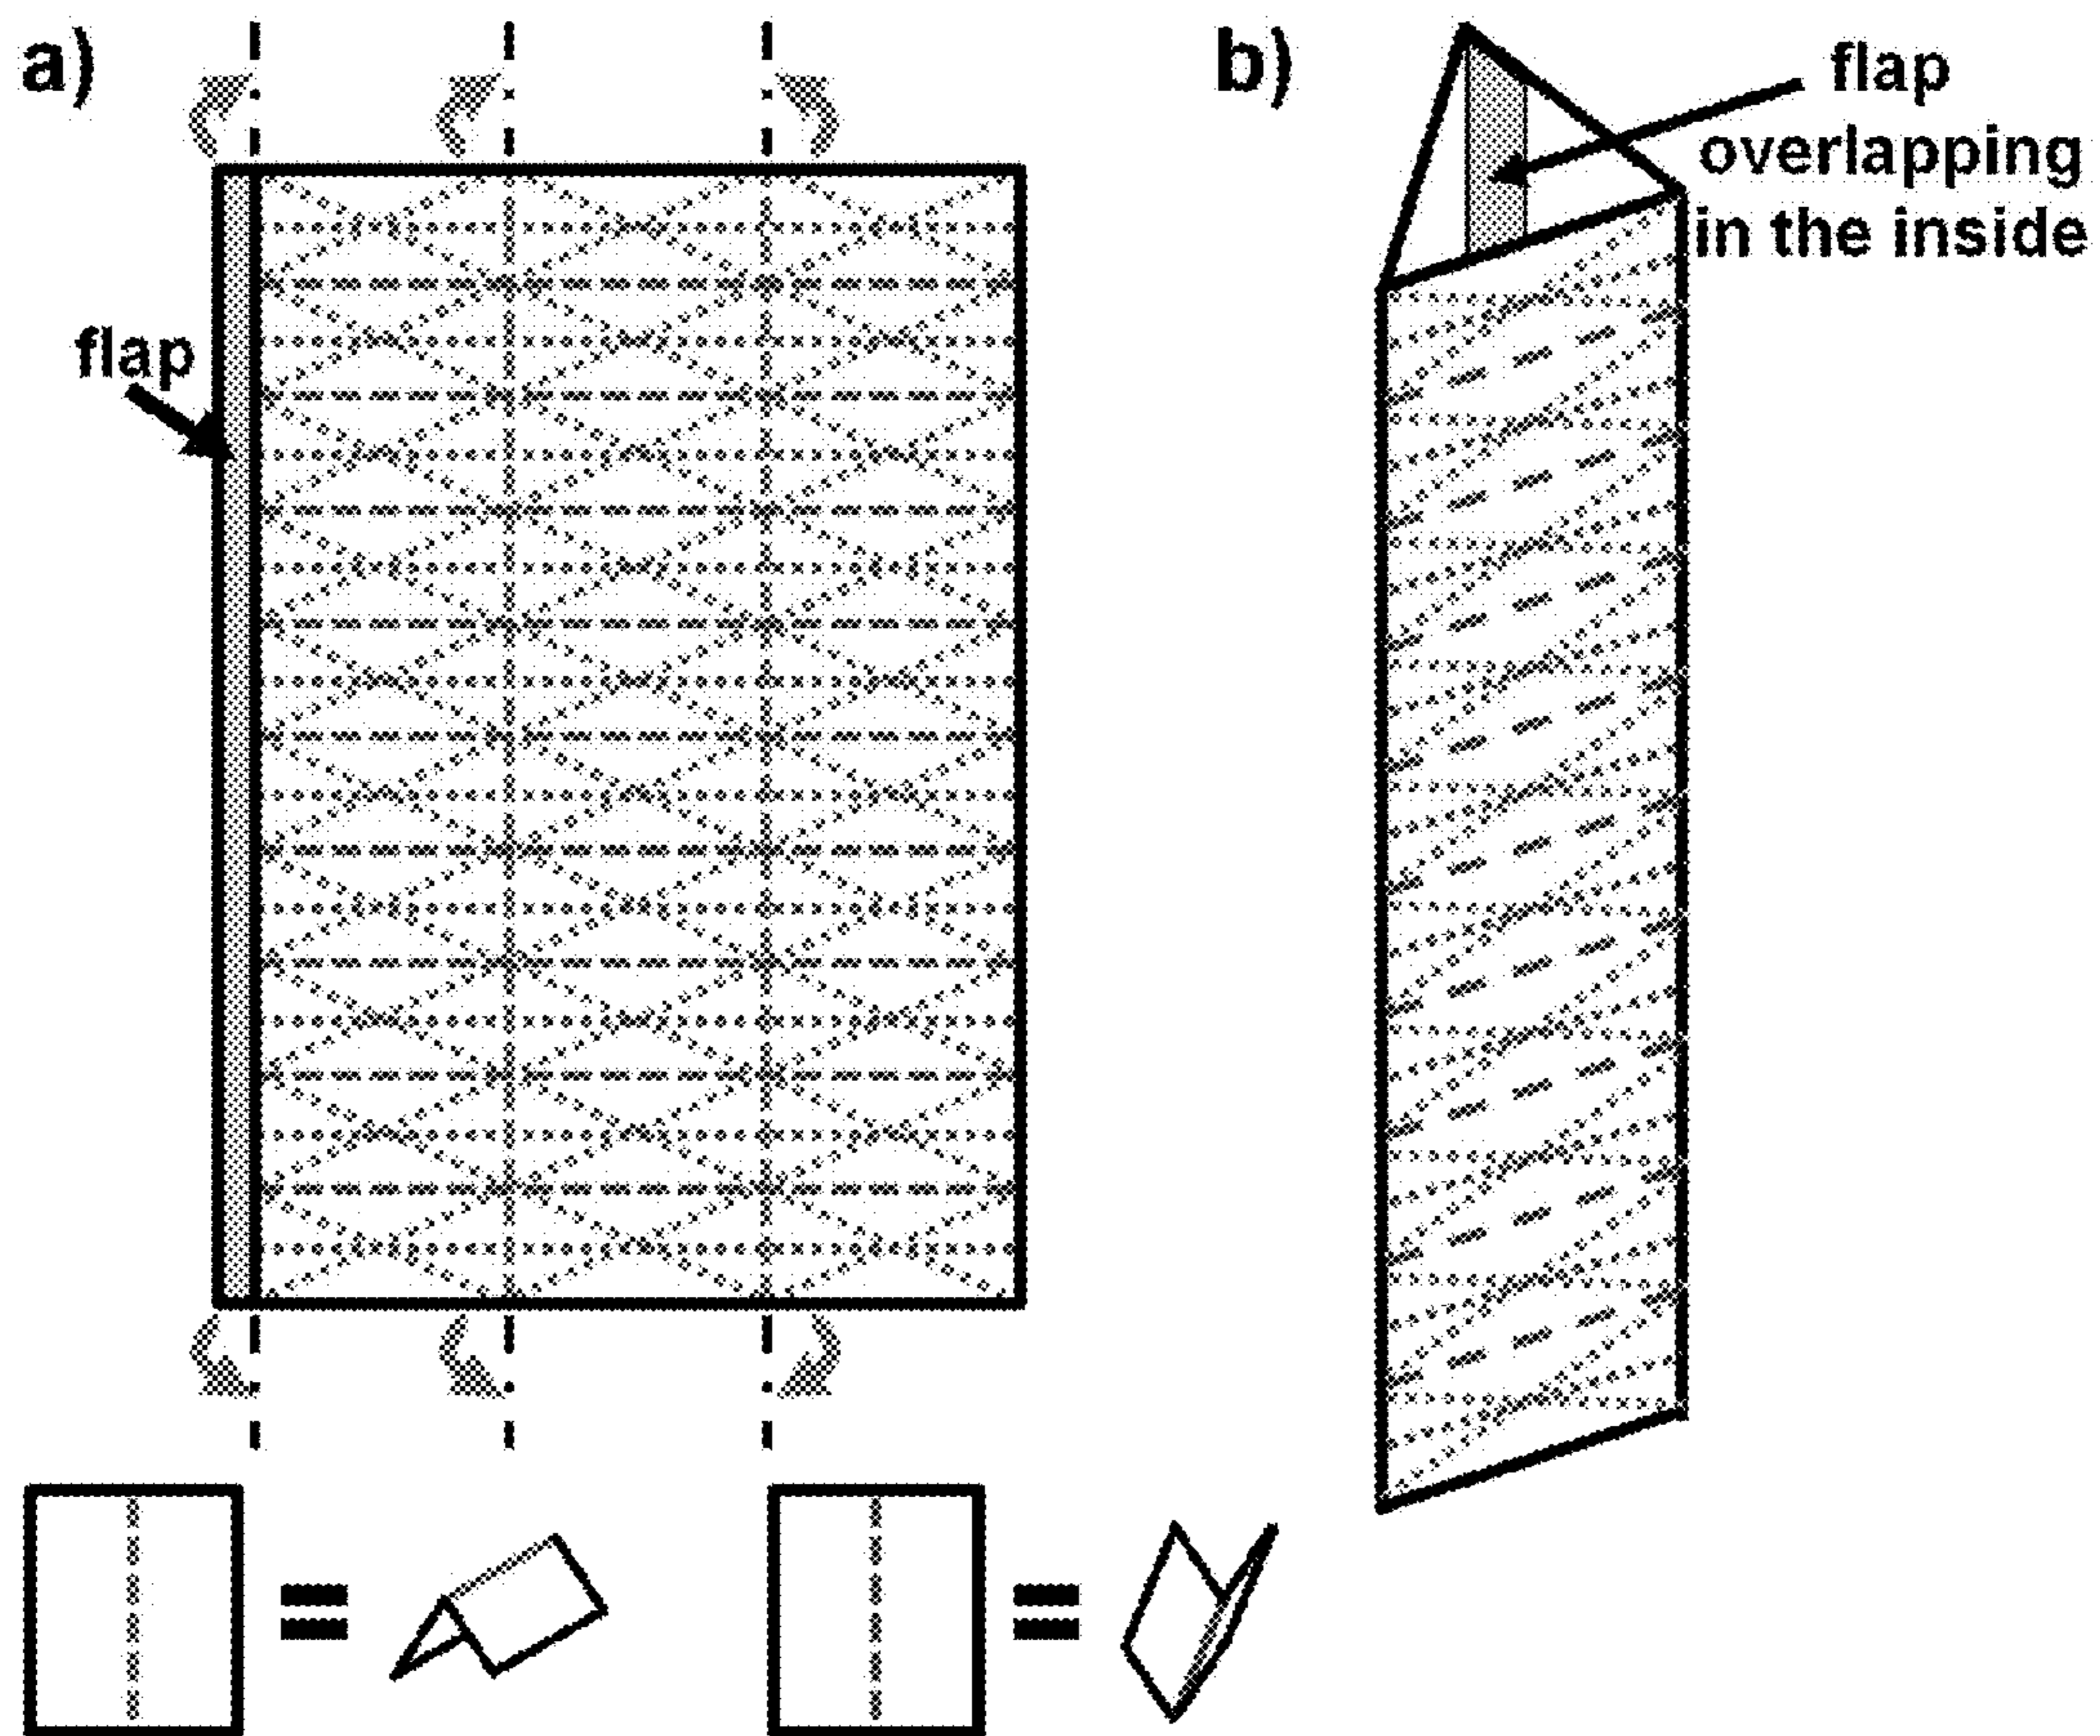 a)
flap
b)
flap
overlapping
in the inside